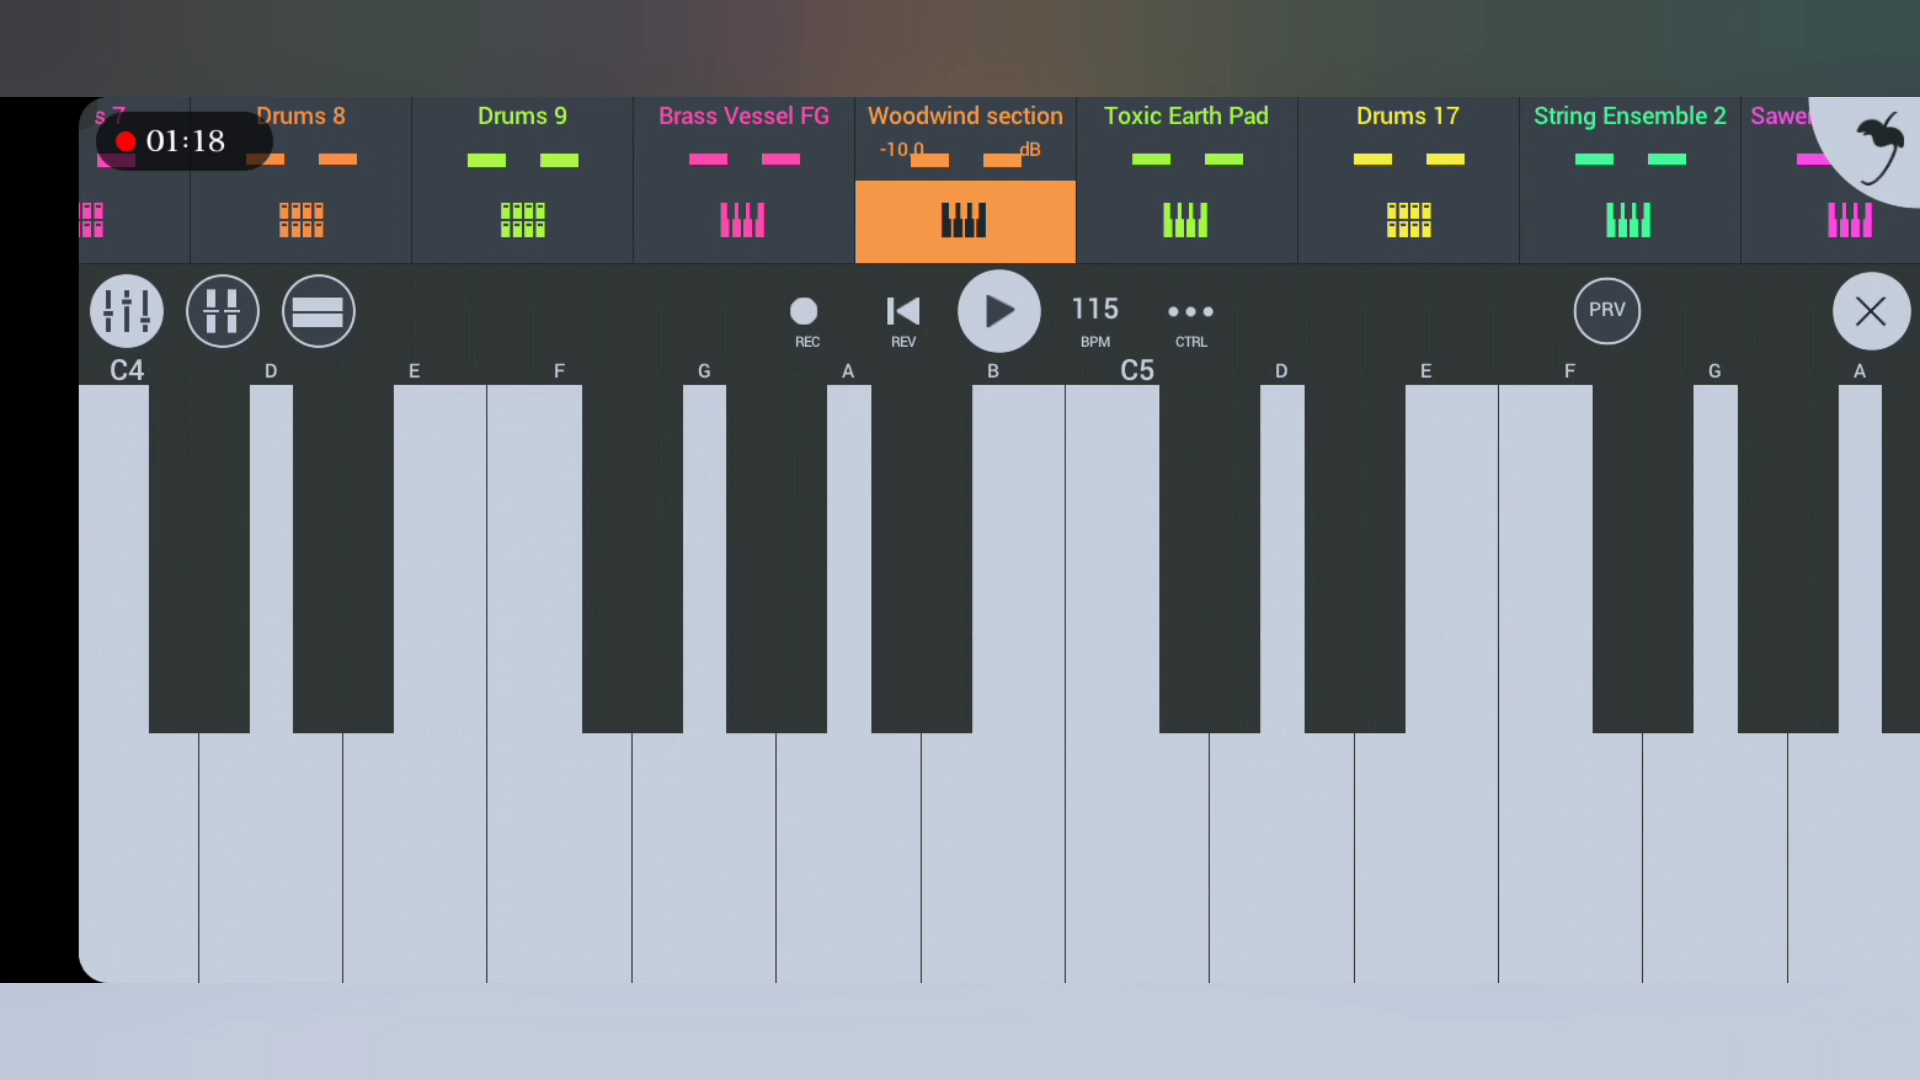 s 7 Drums 8 Drums 9 Brass Vessel FG Woodwind section Toxic Earth Pad Drums 17 String Ensemble 2
01:18
-10.0 dB
115 PRV
REC REV BPM CTRL
C4 D E F G A B C5 D E F G A